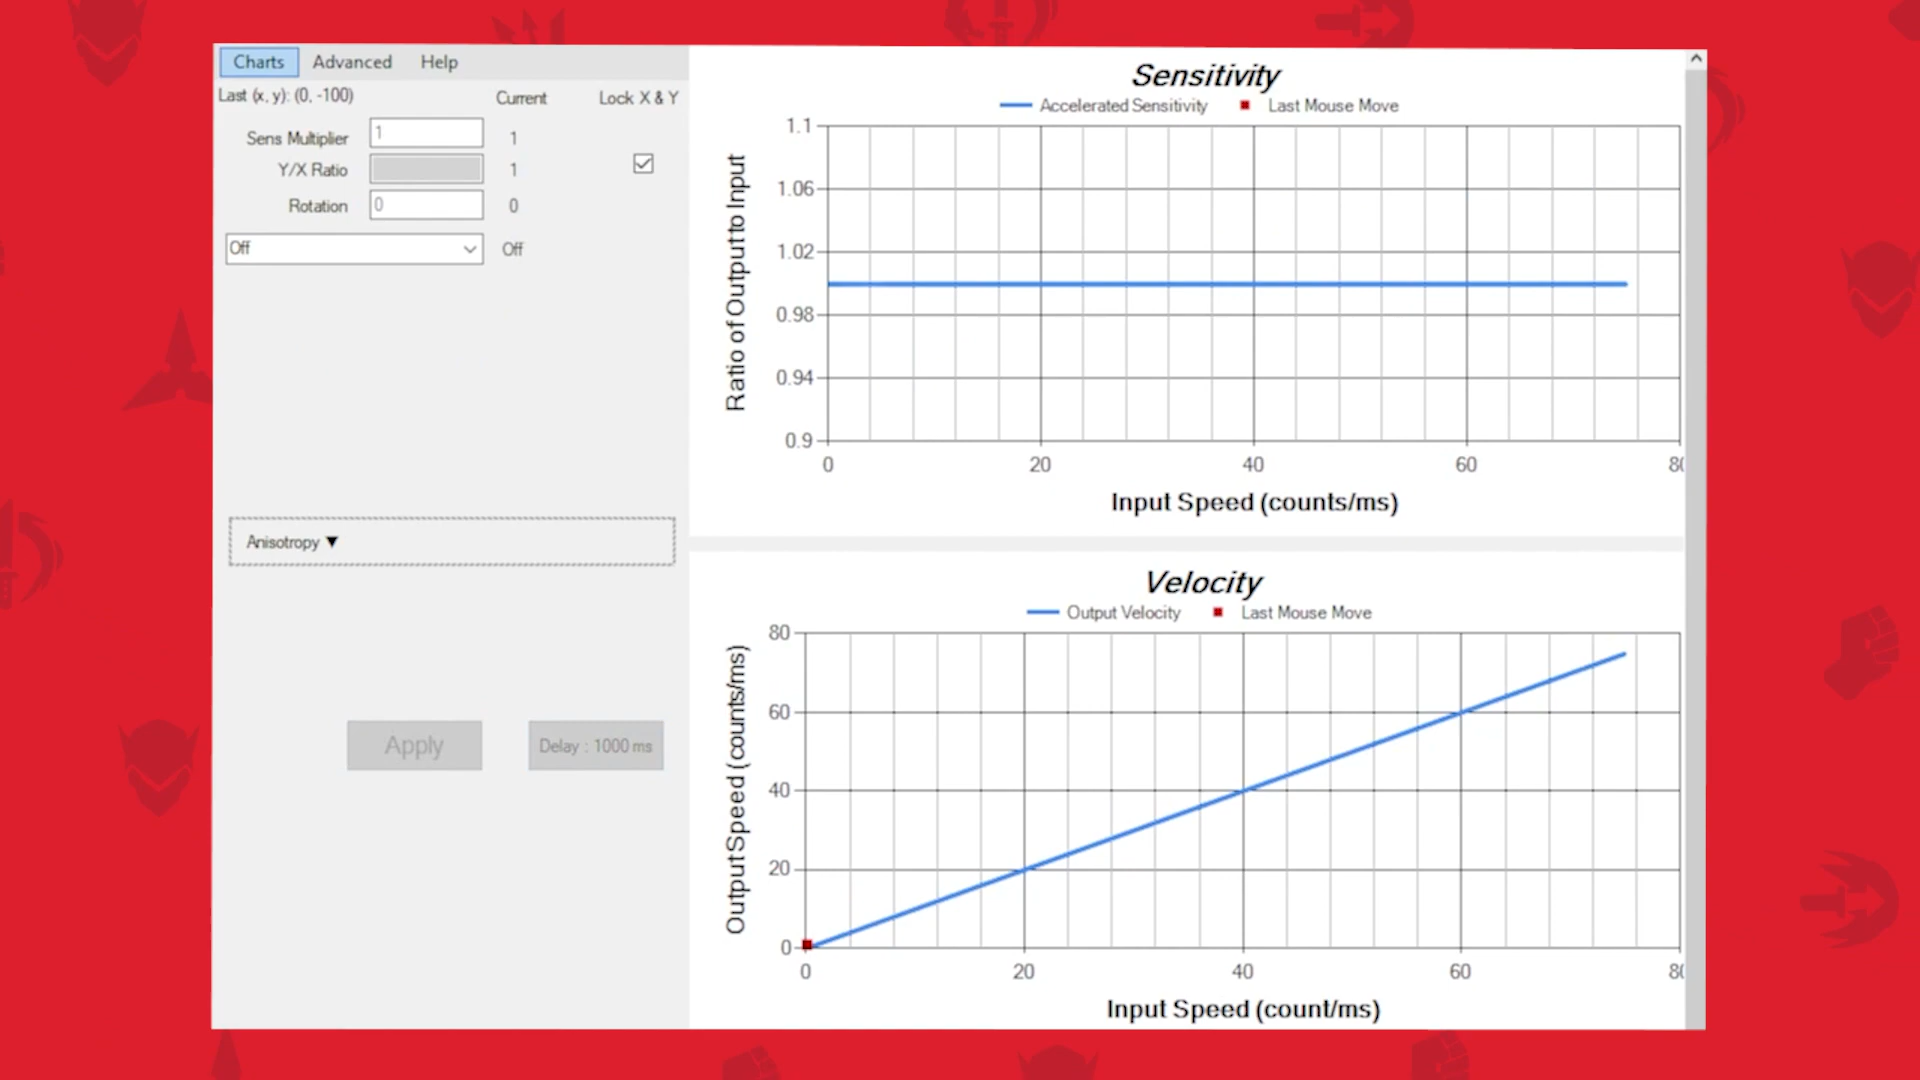 Charts Advanced Help
Last (x, y): (0, -100)
Current
Lock X & Y
Sens Multiplier 1 1
Y/X Ratio 1
Rotation 0 0
Off Off
Anisotropy ▼
Apply Delay : 1000 ms
Sensitivity
Accelerated Sensitivity Last Mouse Move
Ratio of Output to Input
1.1
1.06
1.02
0.98
0.94
0.9
0 20 40 60 80
Input Speed (counts/ms)
Velocity
Output Velocity Last Mouse Move
Output Speed (counts/ms)
80
60
40
20
0
0 20 40 60 80
Input Speed (count/ms)